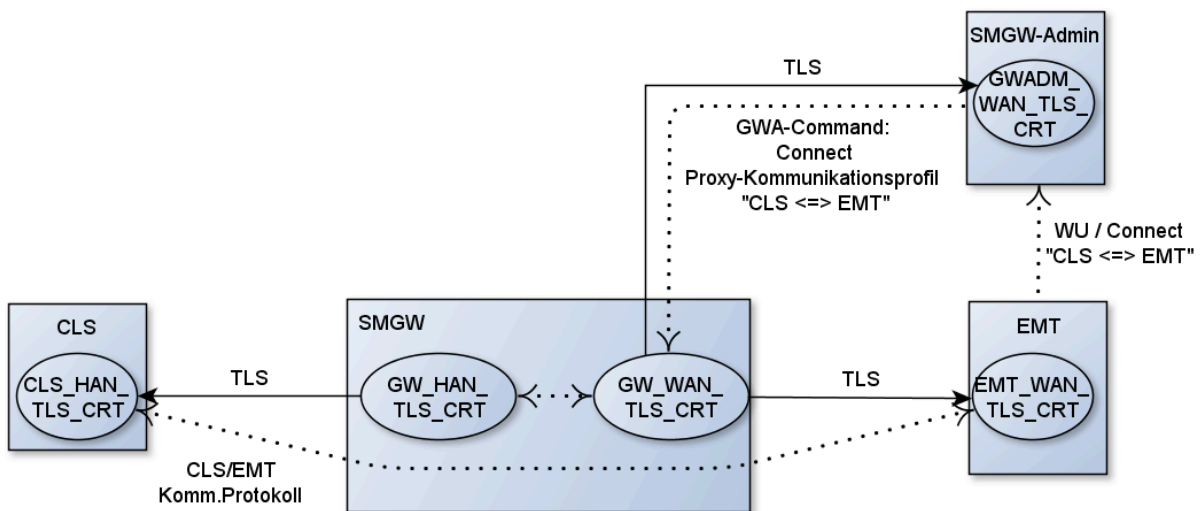 SMGW-Admin
GWADM_
WAN_TLS_
CRT
TLS
GWA-Command:
Connect
Proxy-Kommunikationsprofil
"CLS <=> EMT"
WU / Connect
"CLS <=> EMT"
CLS
CLS_HAN_
TLS_CRT
TLS
SMGW
GW_HAN_
TLS_CRT
GW_WAN_
TLS_CRT
TLS
EMT
EMT_WAN_
TLS_CRT
CLS/EMT
Komm.Protokoll